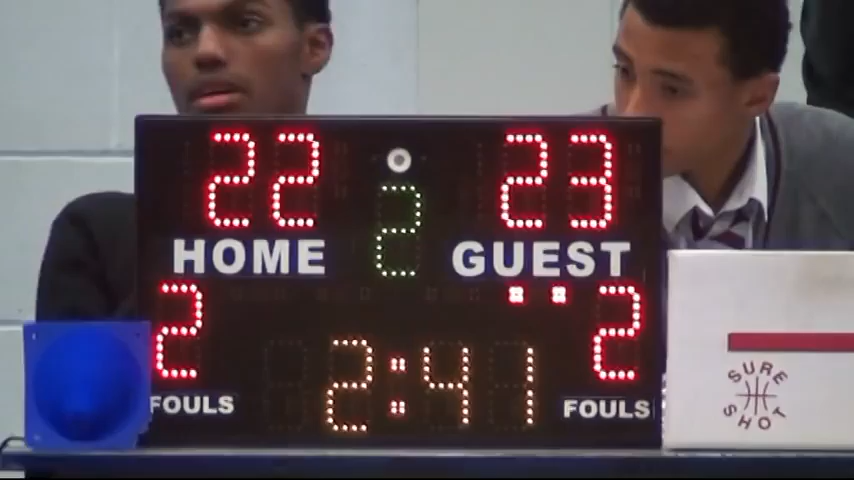 22 2 23
HOME GUEST
2 2:41 2
FOULS FOULS
SURE
SHOT